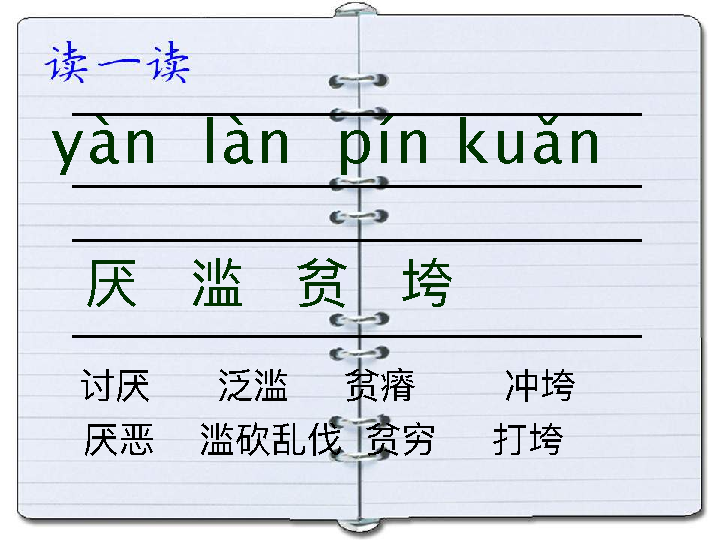 读一读
yàn làn pín kuǎn
厌 滥 贫 垮
讨厌 泛滥 贫瘠 冲垮
厌恶 滥砍乱伐 贫穷 打垮